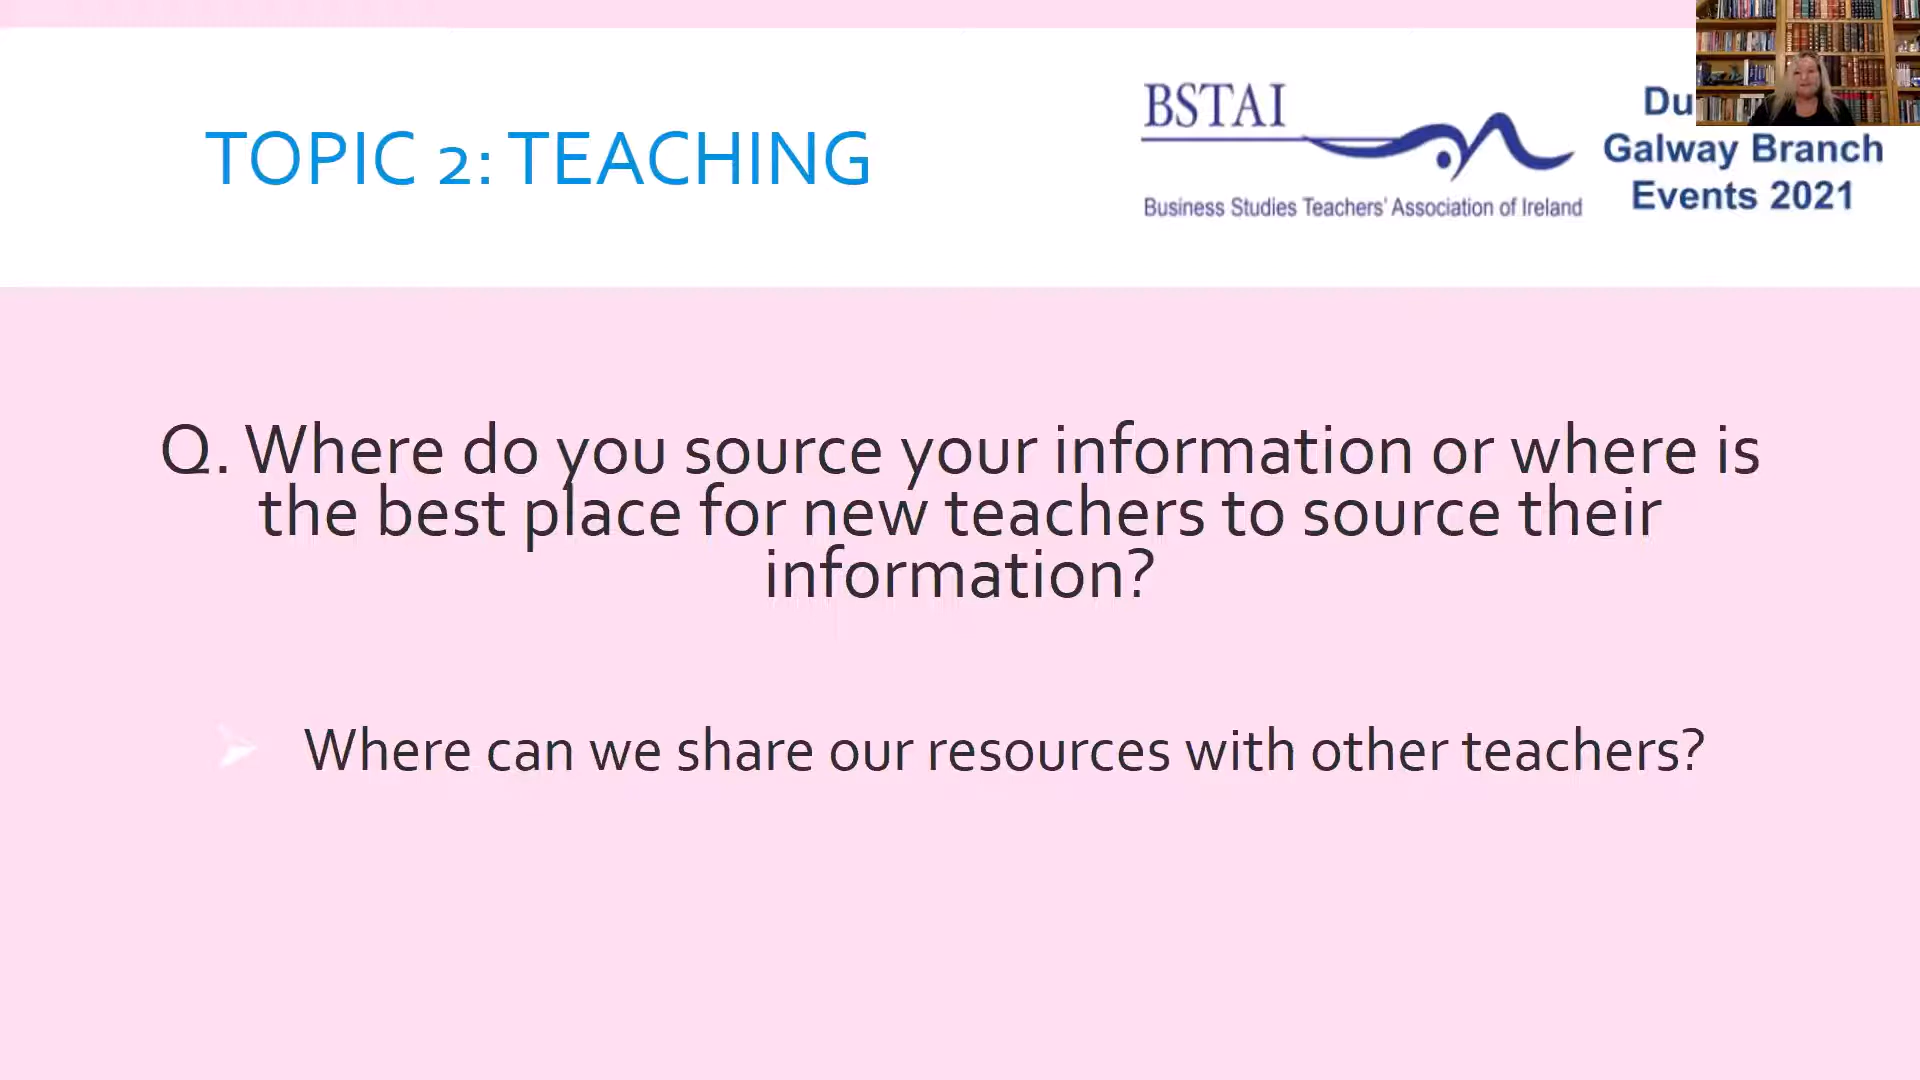 TOPIC 2: TEACHING
BSTAI
Business Studies Teachers' Association of Ireland
Galway Branch
Events 2021
Q. Where do you source your information or where is
the best place for new teachers to source their
information?
Where can we share our resources with other teachers?